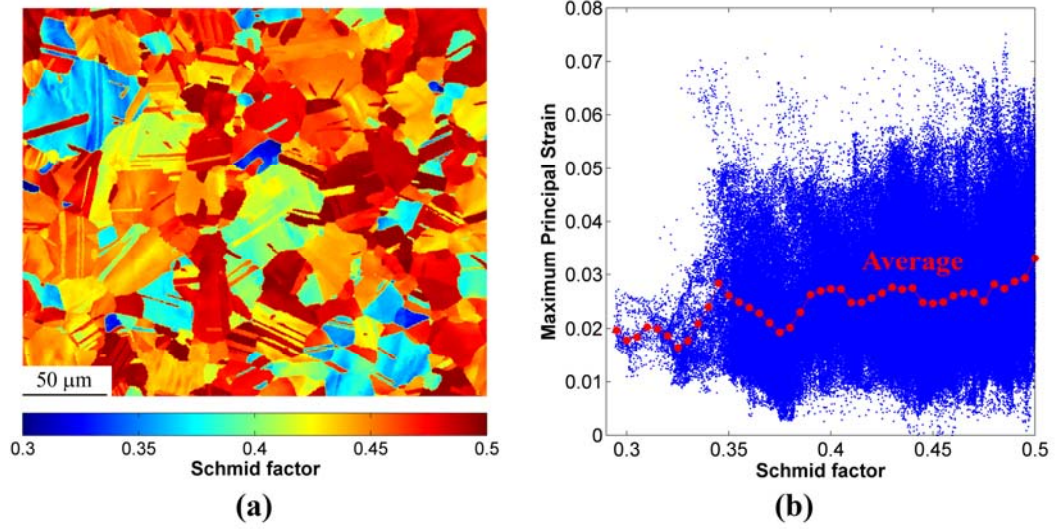 50 μm
0.3 0.35 0.4 0.45 0.5
Schmid factor
(a)
Maximum Principal Strain
0.08
0.07
0.06
0.05
0.04
0.03
0.02
0.01
0
Average
0.3 0.35 0.4 0.45 0.5
Schmid factor
(b)